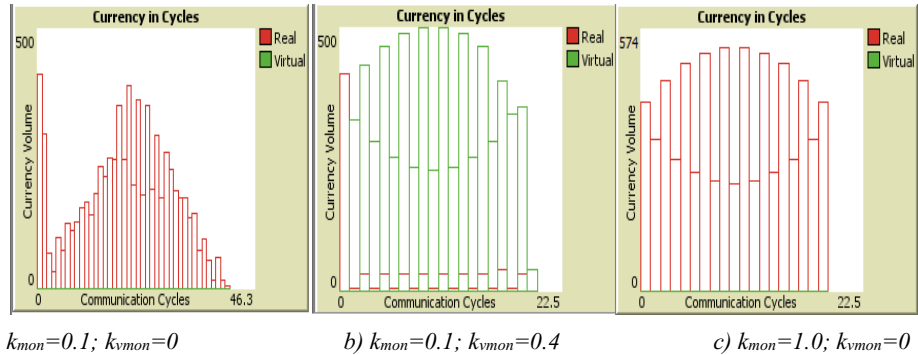 Currency in Cycles
500
Real
Virtual
Currency Volume
0
0
Communication Cycles
46.3
Currency in Cycles
500
Real
Virtual
Currency Volume
0
0
Communication Cycles
22.5
Currency in Cycles
574
Real
Virtual
Currency Volume
0
0
Communication Cycles
22.5
kmon=0.1; kvmon=0
b) kmon=0.1; kvmon=0.4
c) kmon=1.0; kvmon=0